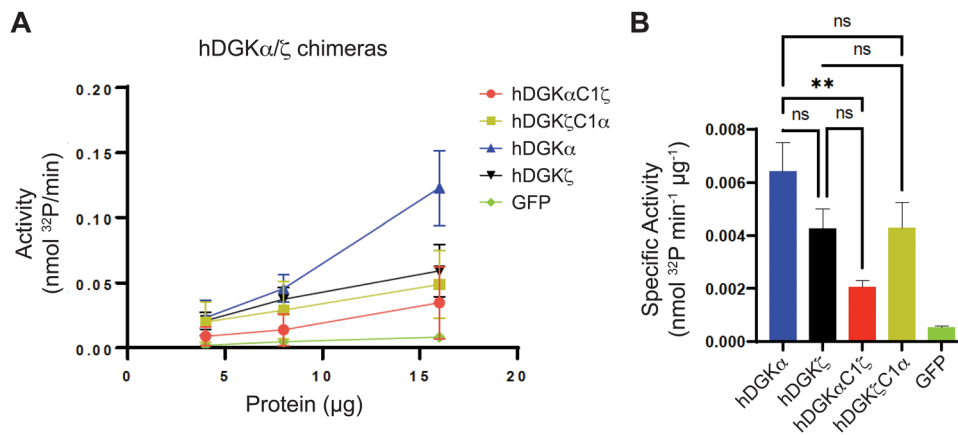 A
hDGKα/ζ chimeras
0.20
0.15
0.10
0.05
0.00
0
5
10
15
20
Activity
(nmol ³²P/min)
Protein (μg)
hDGKαC1ζ
hDGKζC1α
hDGKα
hDGKζ
GFP
B
ns
ns
**
ns
ns
0.008
0.006
0.004
0.002
0.000
Specific Activity
(nmol ³²P min⁻¹ μg⁻¹)
hDGKα
hDGKζ
hDGKαC1ζ
hDGKζC1α
GFP